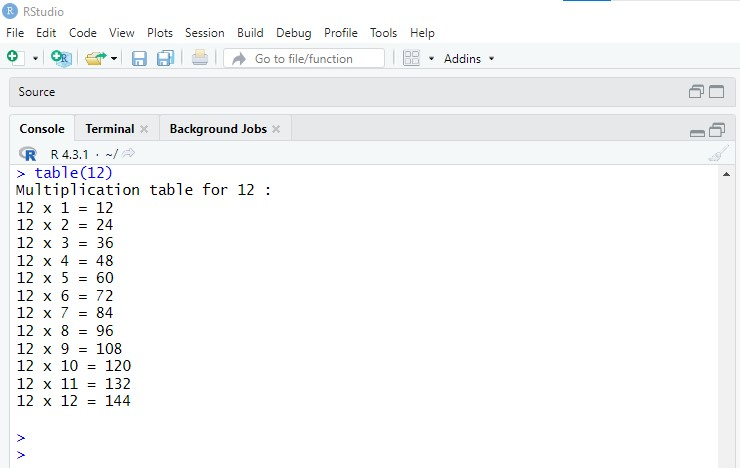 R RStudio
File Edit Code View Plots Session Build Debug Profile Tools Help
Go to file/function Addins
Source
Console Terminal Background Jobs
R R 4.3.1 · ~/
> table(12)
Multiplication table for 12 :
12 x 1 = 12
12 x 2 = 24
12 x 3 = 36
12 x 4 = 48
12 x 5 = 60
12 x 6 = 72
12 x 7 = 84
12 x 8 = 96
12 x 9 = 108
12 x 10 = 120
12 x 11 = 132
12 x 12 = 144
>
>